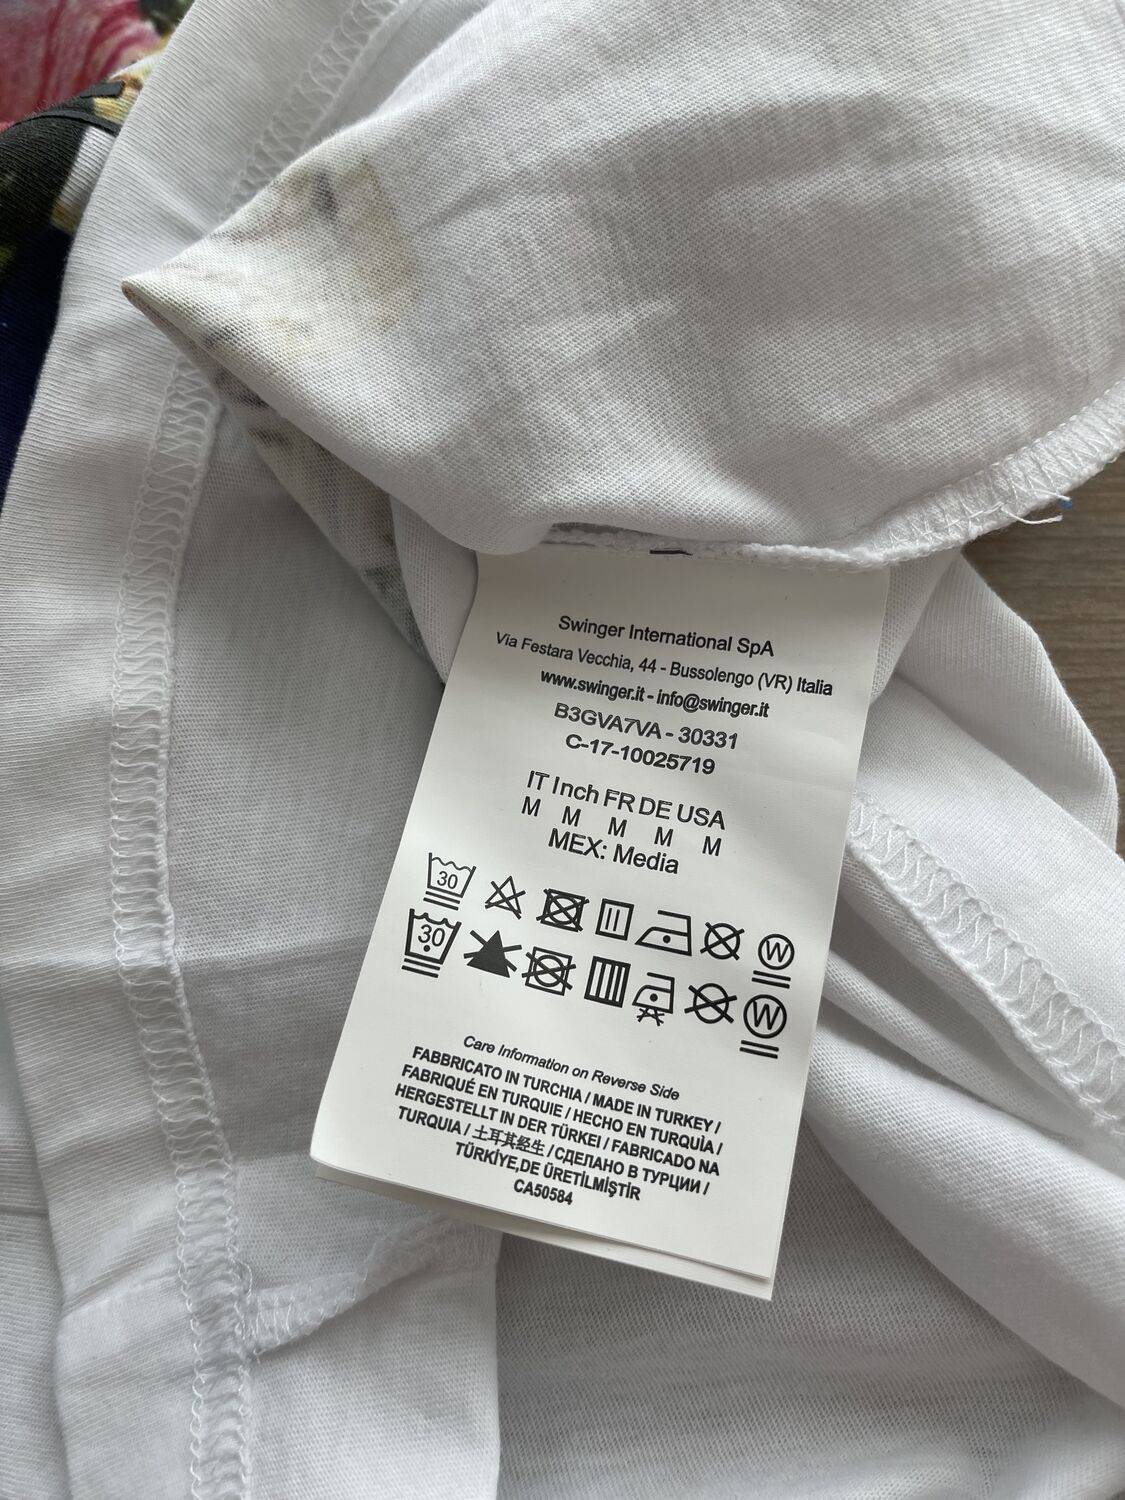 Swinger International SpA
Via Festara Vecchia, 44 - Bussolengo (VR) Italia
www.swinger.it - info@swinger.it
B3GVA7VA - 30331
C-17-10025719
IT Inch FR DE USA
M M M M M
MEX: Media
30 W
30 W
Care Information on Reverse Side
FABBRICATO IN TURCHIA / MADE IN TURKEY /
FABRIQUÉ EN TURQUIE / HECHO EN TURQUÌA /
HERGESTELLT IN DER TÜRKEI / FABRICADO NA
TURQUIA / 土耳其经生 / СДЕЛАНО В ТУРЦИИ /
TÜRKİYE,DE ÜRETİLMİŞTİR
CA50584